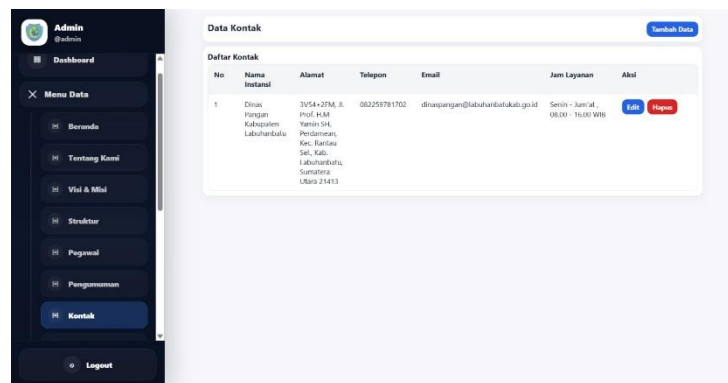 Admin
@admin
Dashboard
Menu Data
Beranda
Tentang Kami
Visi & Misi
Struktur
Pegawai
Pengumuman
Kontak
Logout
Data Kontak
Tambah Data
Daftar Kontak
No Nama Instansi Alamat Telepon Email Jam Layanan Aksi
1
Dinas
Pangan
Kabupaten
Labuhanbatu
3V54+2FM, Jl.
Prof. H.M
Yamin SH,
Perdamean,
Kec. Rantau
Sel., Kab.
Labuhanbatu,
Sumatera
Utara 21413
082259781702
dinaspangan@labuhanbatukab.go.id
Senin - Jum'at ,
08.00 - 16.00 WIB
Edit Hapus